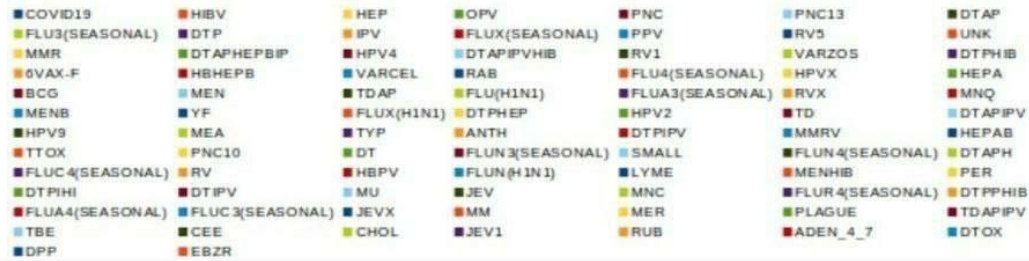 COVID19 HIBV HEP OPV PNC PNC13 DTAP
FLU3(SEASONAL) DTP IPV FLUX(SEASONAL) PPV RV5 UNK
MMR DTAPHEPBIP HPV4 DTAPIPVHIB RV1 VARZOS DTPHIB
6VAX-F HBHEPB VARCEL RAB FLU4(SEASONAL) HPVX HEPA
BCG MEN TDAP FLU(H1N1) FLUA3(SEASONAL) RVX MNQ
MENB YF FLUX(H1N1) DTPHEP HPV2 TD DTAPIPV
HPV9 MEA TYP ANTH DTPIPV MMRV HEPAB
TTOX PNC10 DT FLUN3(SEASONAL) SMALL FLUN4(SEASONAL) DTAPH
FLUC4(SEASONAL) RV HBPV FLUN(H1N1) LYME MENHIB PER
DTPIHI DTIPV MU JEV MNC FLUR4(SEASONAL) DTPPHIB
FLUA4(SEASONAL) FLUC3(SEASONAL) JEVX MM MER PLAGUE TDAPIPV
TBE CEE CHOL JEV1 RUB ADEN_4_7 DTOX
DPP EBZR